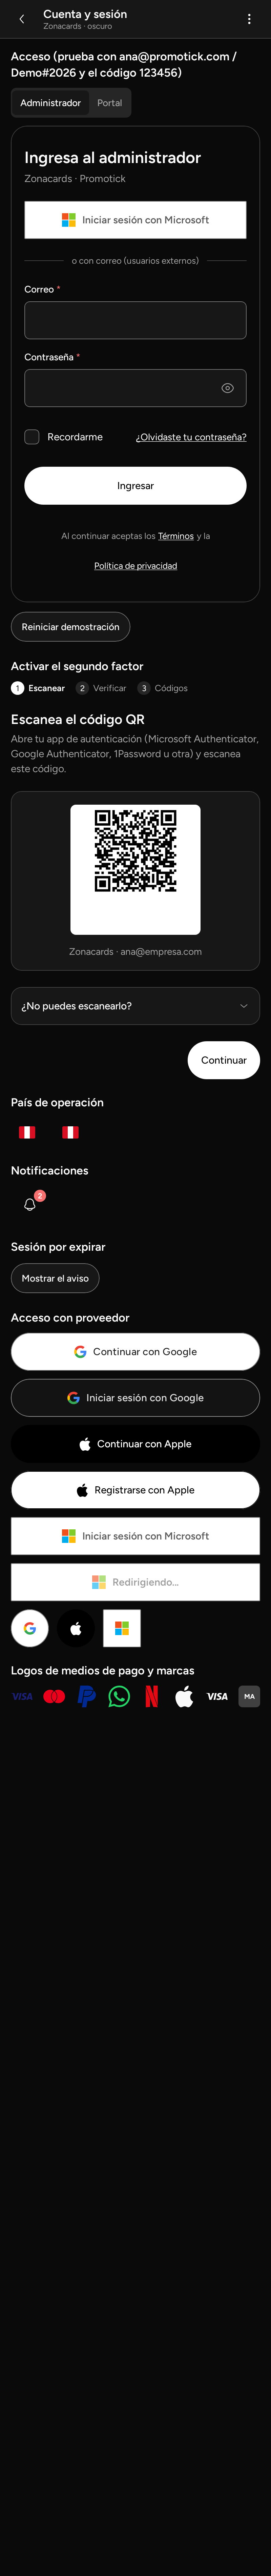 Cuenta y sesión
Zonacards · oscuro
Acceso (prueba con ana@promotick.com /
Demo#2026 y el código 123456)
Administrador Portal
Ingresa al administrador
Zonacards · Promotick
Iniciar sesión con Microsoft
o con correo (usuarios externos)
Correo *
Contraseña *
Recordarme ¿Olvidaste tu contraseña?
Ingresar
Al continuar aceptas los Términos y la
Política de privacidad
Reiniciar demostración
Activar el segundo factor
1 Escanear 2 Verificar 3 Códigos
Escanea el código QR
Abre tu app de autenticación (Microsoft Authenticator,
Google Authenticator, 1Password u otra) y escanea
este código.
Zonacards · ana@empresa.com
¿No puedes escanearlo?
Continuar
País de operación
Notificaciones
2
Sesión por expirar
Mostrar el aviso
Acceso con proveedor
Continuar con Google
Iniciar sesión con Google
Continuar con Apple
Registrarse con Apple
Iniciar sesión con Microsoft
Redirigiendo...
Logos de medios de pago y marcas
VISA VISA MA